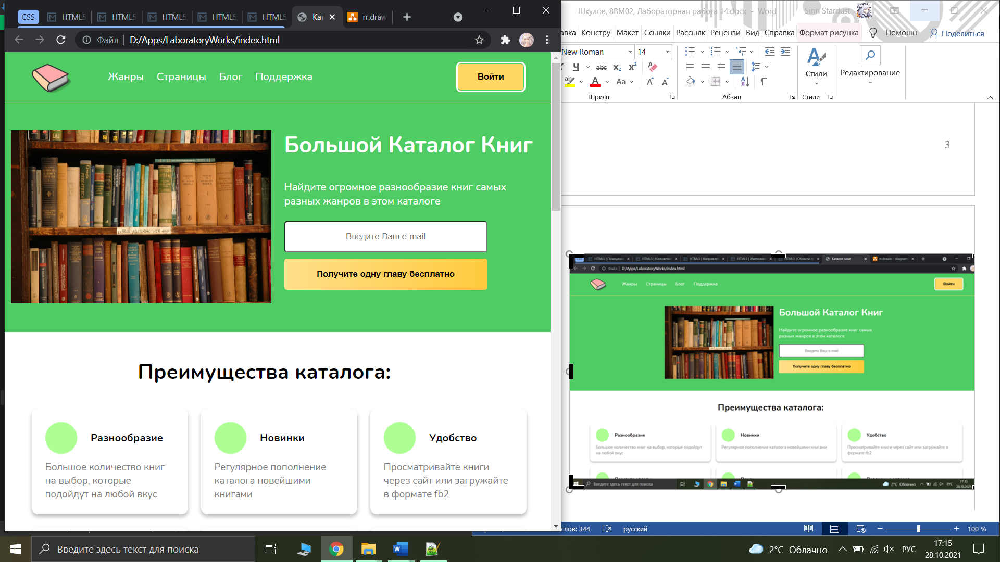 CSS
HTML5
HTML5
HTML5
HTML5
HTML5
Кат
rr.draw
Файл
D:/Apps/LaboratoryWorks/index.html
Жанры
Страницы
Блог
Поддержка
Войти
Большой Каталог Книг
Найдите огромное разнообразие книг самых
разных жанров в этом каталоге
Введите Ваш e-mail
Получите одну главу бесплатно
Преимущества каталога:
Разнообразие
Большое количество книг
на выбор, которые
подойдут на любой вкус
Новинки
Регулярное пополнение
каталога новейшими
книгами
Удобство
Просматривайте книги
через сайт или загружайте
в формате fb2
Шкулов, 8ВМ02, Лабораторная работа 14.docx - Word
Sirin Stardust
авка
Конструк
Макет
Ссылки
Рассылк
Рецензи
Вид
Справка
Формат рисунка
Помощн
Поделиться
New Roman
14
Ч
abc
x₂
x²
Aa
Шрифт
Абзац
Стили
Стили
Редактирование
3
D:/Apps/LaboratoryWorks/index.html
Жанры
Страницы
Блог
Поддержка
Войти
Большой Каталог Книг
Найдите огромное разнообразие книг самых
разных жанров в этом каталоге
Введите Ваш e-mail
Получите одну главу бесплатно
Преимущества каталога:
Разнообразие
Большое количество книг на выбор, которые подойдут
на любой вкус
Новинки
Регулярное пополнение каталога новейшими книгами
Удобство
Просматривайте книги через сайт или загружайте в
формате fb2
Введите здесь текст для поиска
2°C Облачно
РУС
17:15
28.10.2021
слов: 344
русский
100 %
Введите здесь текст для поиска
2°C Облачно
РУС
17:15
28.10.2021